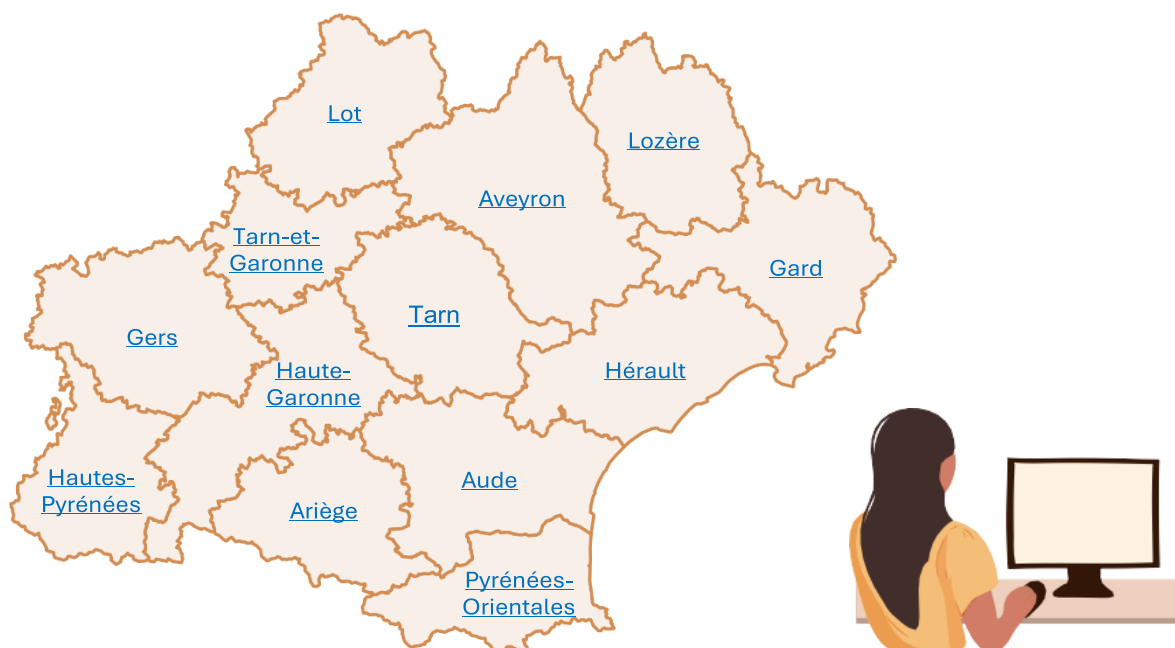 Lot
Lozère
Aveyron
Tarn-et-
Garonne
Gard
Tarn
Gers
Haute-
Garonne
Hérault
Hautes-
Pyrénées
Aude
Ariège
Pyrénées-
Orientales